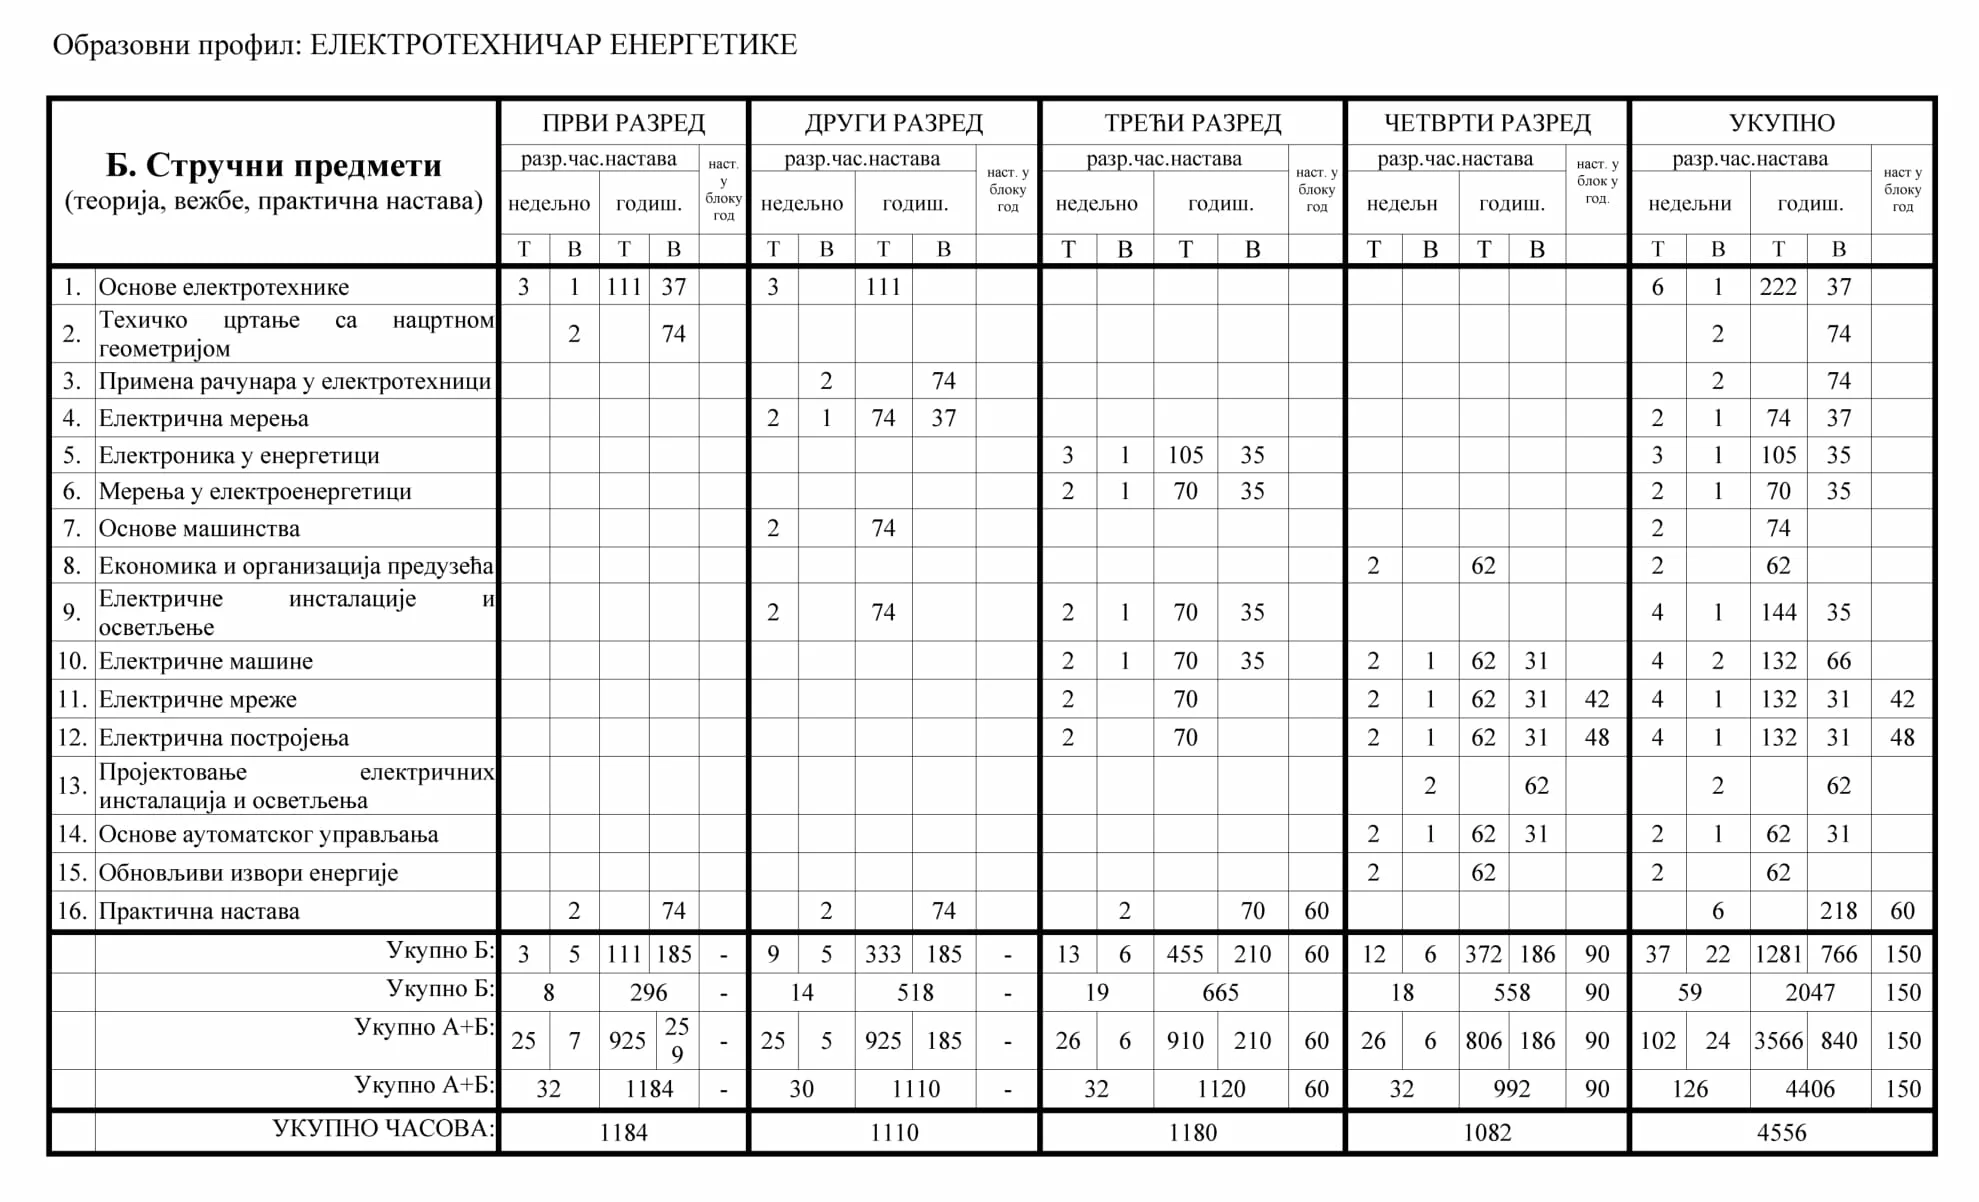 Образовни профил: ЕЛЕКТРОТЕХНИЧАР ЕНЕРГЕТИКЕ
Б. Стручни предмети
(теорија, вежбе, практична настава)
ПРВИ РАЗРЕД ДРУГИ РАЗРЕД ТРЕЋИ РАЗРЕД ЧЕТВРТИ РАЗРЕД УКУПНО
разр.час.настава наст. у блоку год разр.час.настава наст. у блоку год разр.час.настава наст. у блоку год разр.час.настава наст. у блок у год. разр.час.настава наст у блоку год
недељно годиш. недељно годиш. недељно годиш. недељн годиш. недељни годиш.
Т В Т В Т В Т В Т В Т В Т В Т В Т В Т В
1. Основе електротехнике 3 1 111 37 3 111 6 1 222 37
2. Техичко цртање са нацртном
геометријом 2 74 2 74
3. Примена рачунара у електротехници 2 74 2 74
4. Електрична мерења 2 1 74 37 2 1 74 37
5. Електроника у енергетици 3 1 105 35 3 1 105 35
6. Мерења у електроенергетици 2 1 70 35 2 1 70 35
7. Основе машинства 2 74 2 74
8. Економика и организација предузећа 2 62 2 62
9. Електричне инсталације и
осветљење 2 74 2 1 70 35 4 1 144 35
10. Електричне машине 2 1 70 35 2 1 62 31 4 2 132 66
11. Електричне мреже 2 70 2 1 62 31 42 4 1 132 31 42
12. Електрична постројења 2 70 2 1 62 31 48 4 1 132 31 48
13. Пројектовање електричних
инсталација и осветљења 2 62 2 62
14. Основе аутоматског управљања 2 1 62 31 2 1 62 31
15. Обновљиви извори енергије 2 62 2 62
16. Практична настава 2 74 2 74 2 70 60 6 218 60
Укупно Б: 3 5 111 185 - 9 5 333 185 - 13 6 455 210 60 12 6 372 186 90 37 22 1281 766 150
Укупно Б: 8 296 - 14 518 - 19 665 18 558 90 59 2047 150
Укупно А+Б: 25 7 925 259 - 25 5 925 185 - 26 6 910 210 60 26 6 806 186 90 102 24 3566 840 150
Укупно А+Б: 32 1184 - 30 1110 - 32 1120 60 32 992 90 126 4406 150
УКУПНО ЧАСОВА: 1184 1110 1180 1082 4556